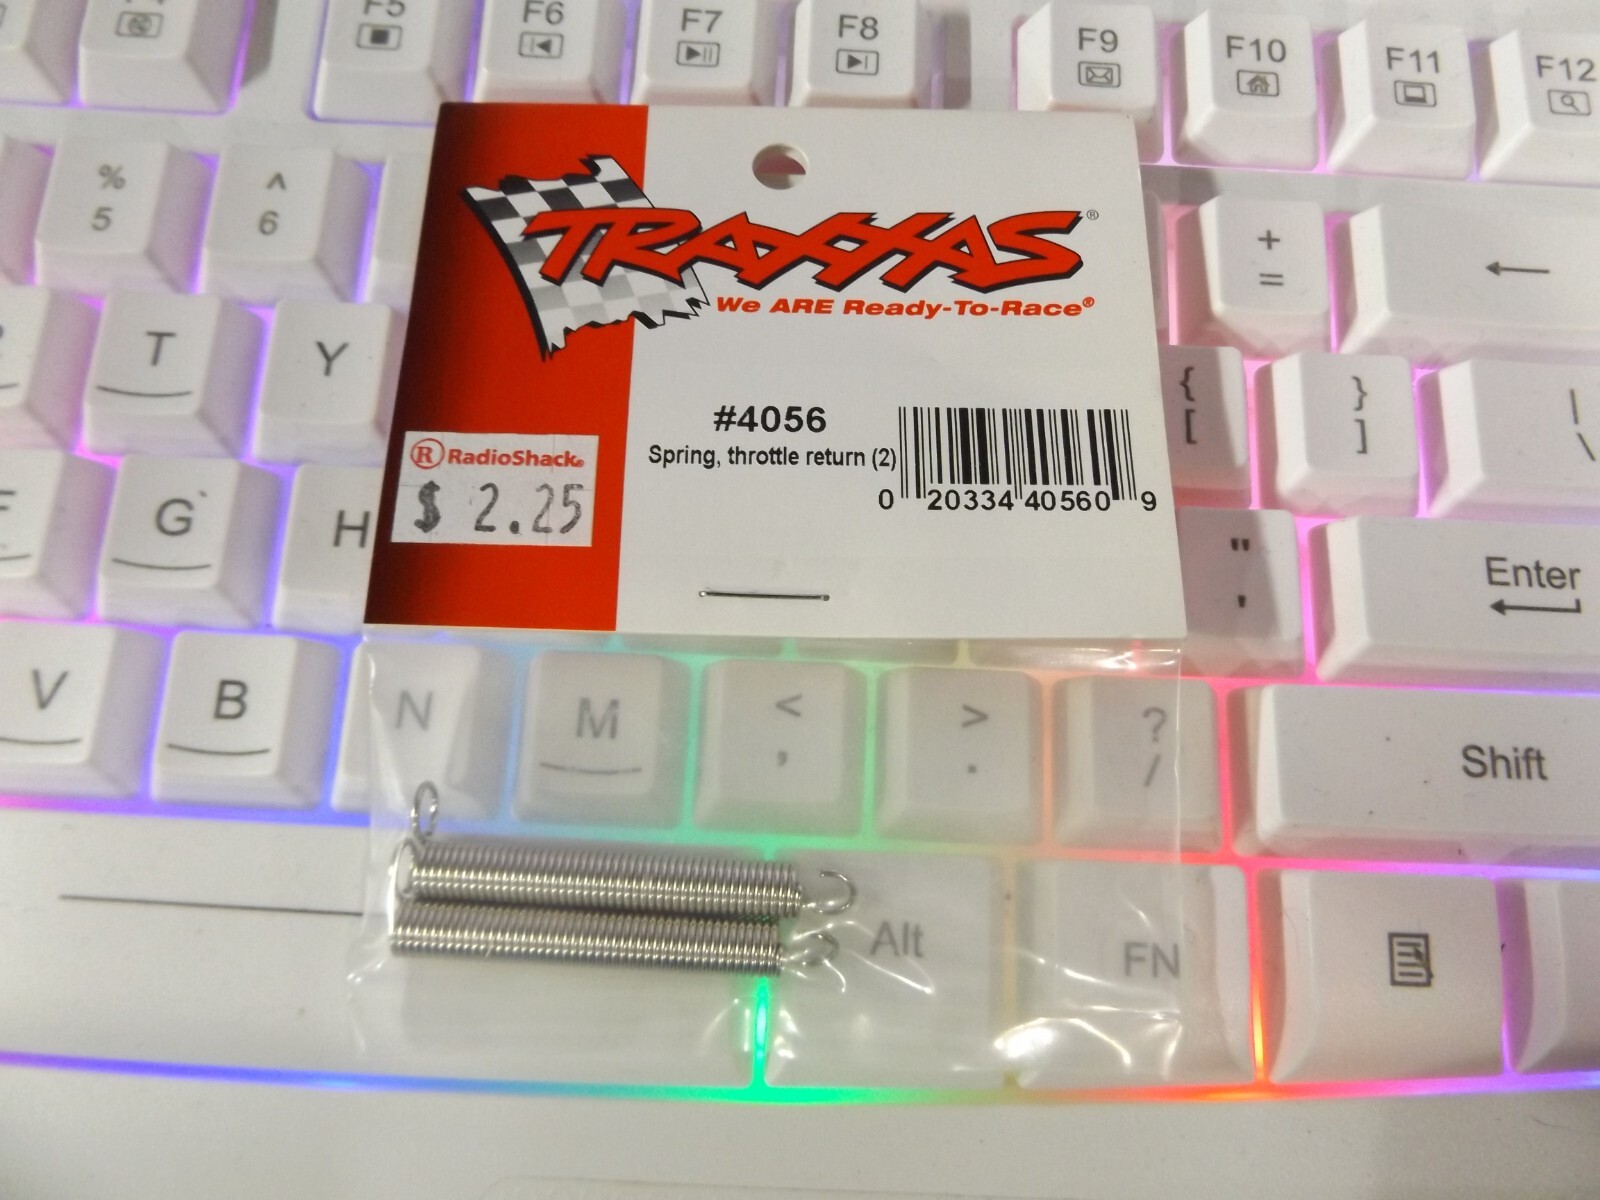 F5
F6
F7
F8
F9
F10
F11
F12
%
5
^
6
+
=
←
TRAXXAS®
We ARE Ready-To-Race®
T
Y
{
[
}
]
|
\
#4056
Spring, throttle return (2)
0 20334 40560 9
® RadioShack®
$ 2.25
F
G
H
"
'
Enter
V
B
N
M
<
,
>
.
?
/
Shift
Alt
FN